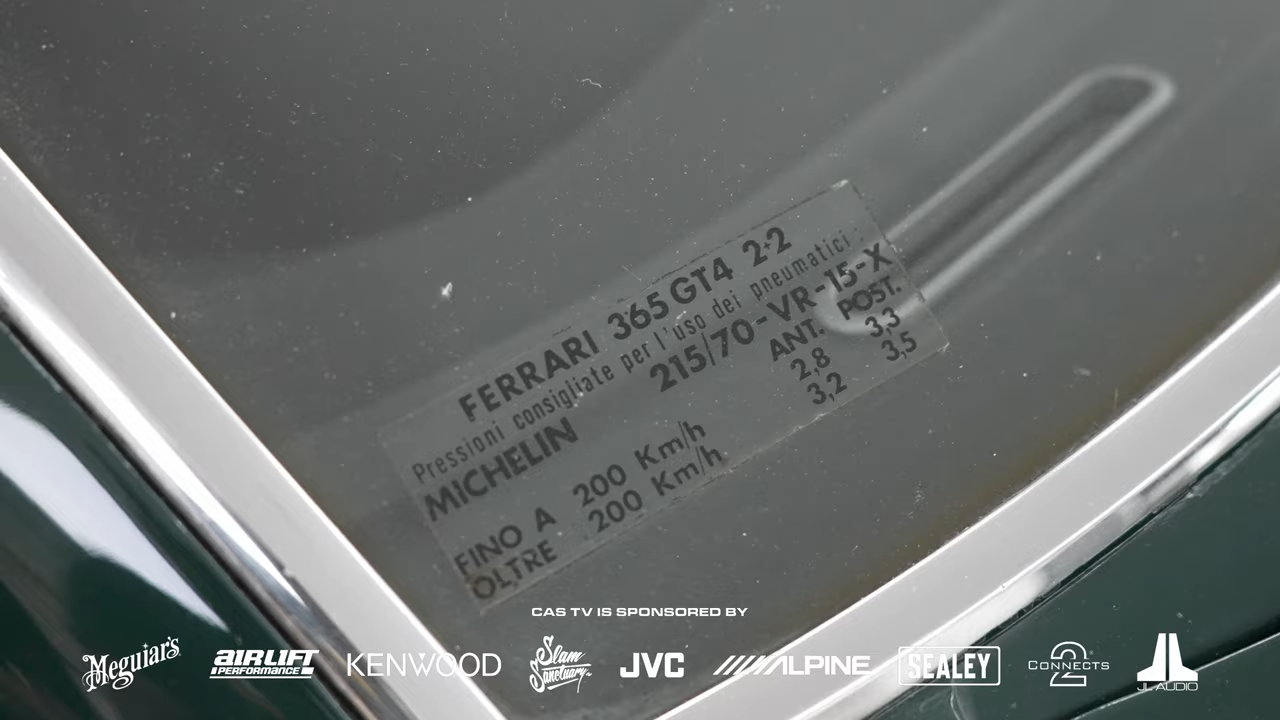 FERRARI 365 GT4 2+2
Pressioni consigliate per l'uso dei pneumatici:
MICHELIN 215/70-VR-15-X
ANT. POST.
FINO A 200 Km/h 2,8 3,3
OLTRE 200 Km/h 3,2 3,5
CAS TV IS SPONSORED BY
Meguiar's AIRLIFT PERFORMANCE KENWOOD Slam Sanctuary JVC ALPINE SEALEY CONNECTS 2 JL AUDIO